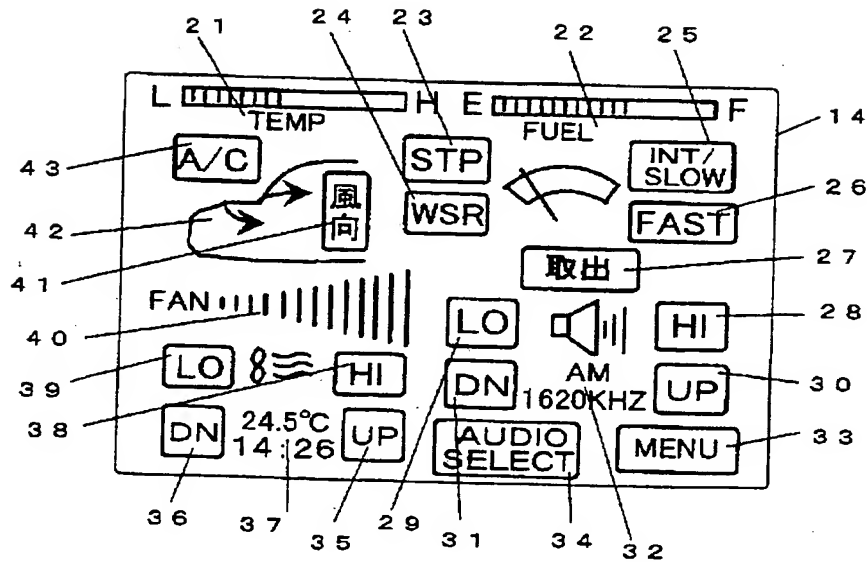 21
24
23
22
25
L
H
E
F
TEMP
FUEL
14
43
A/C
STP
INT/
SLOW
42
風
向
WSR
FAST
26
41
取出
27
FAN
40
LO
HI
28
39
LO
HI
DN
AM
1620KHZ
UP
30
38
DN
24.5℃
14:26
UP
AUDIO
SELECT
MENU
33
36
37
35
29
31
34
32